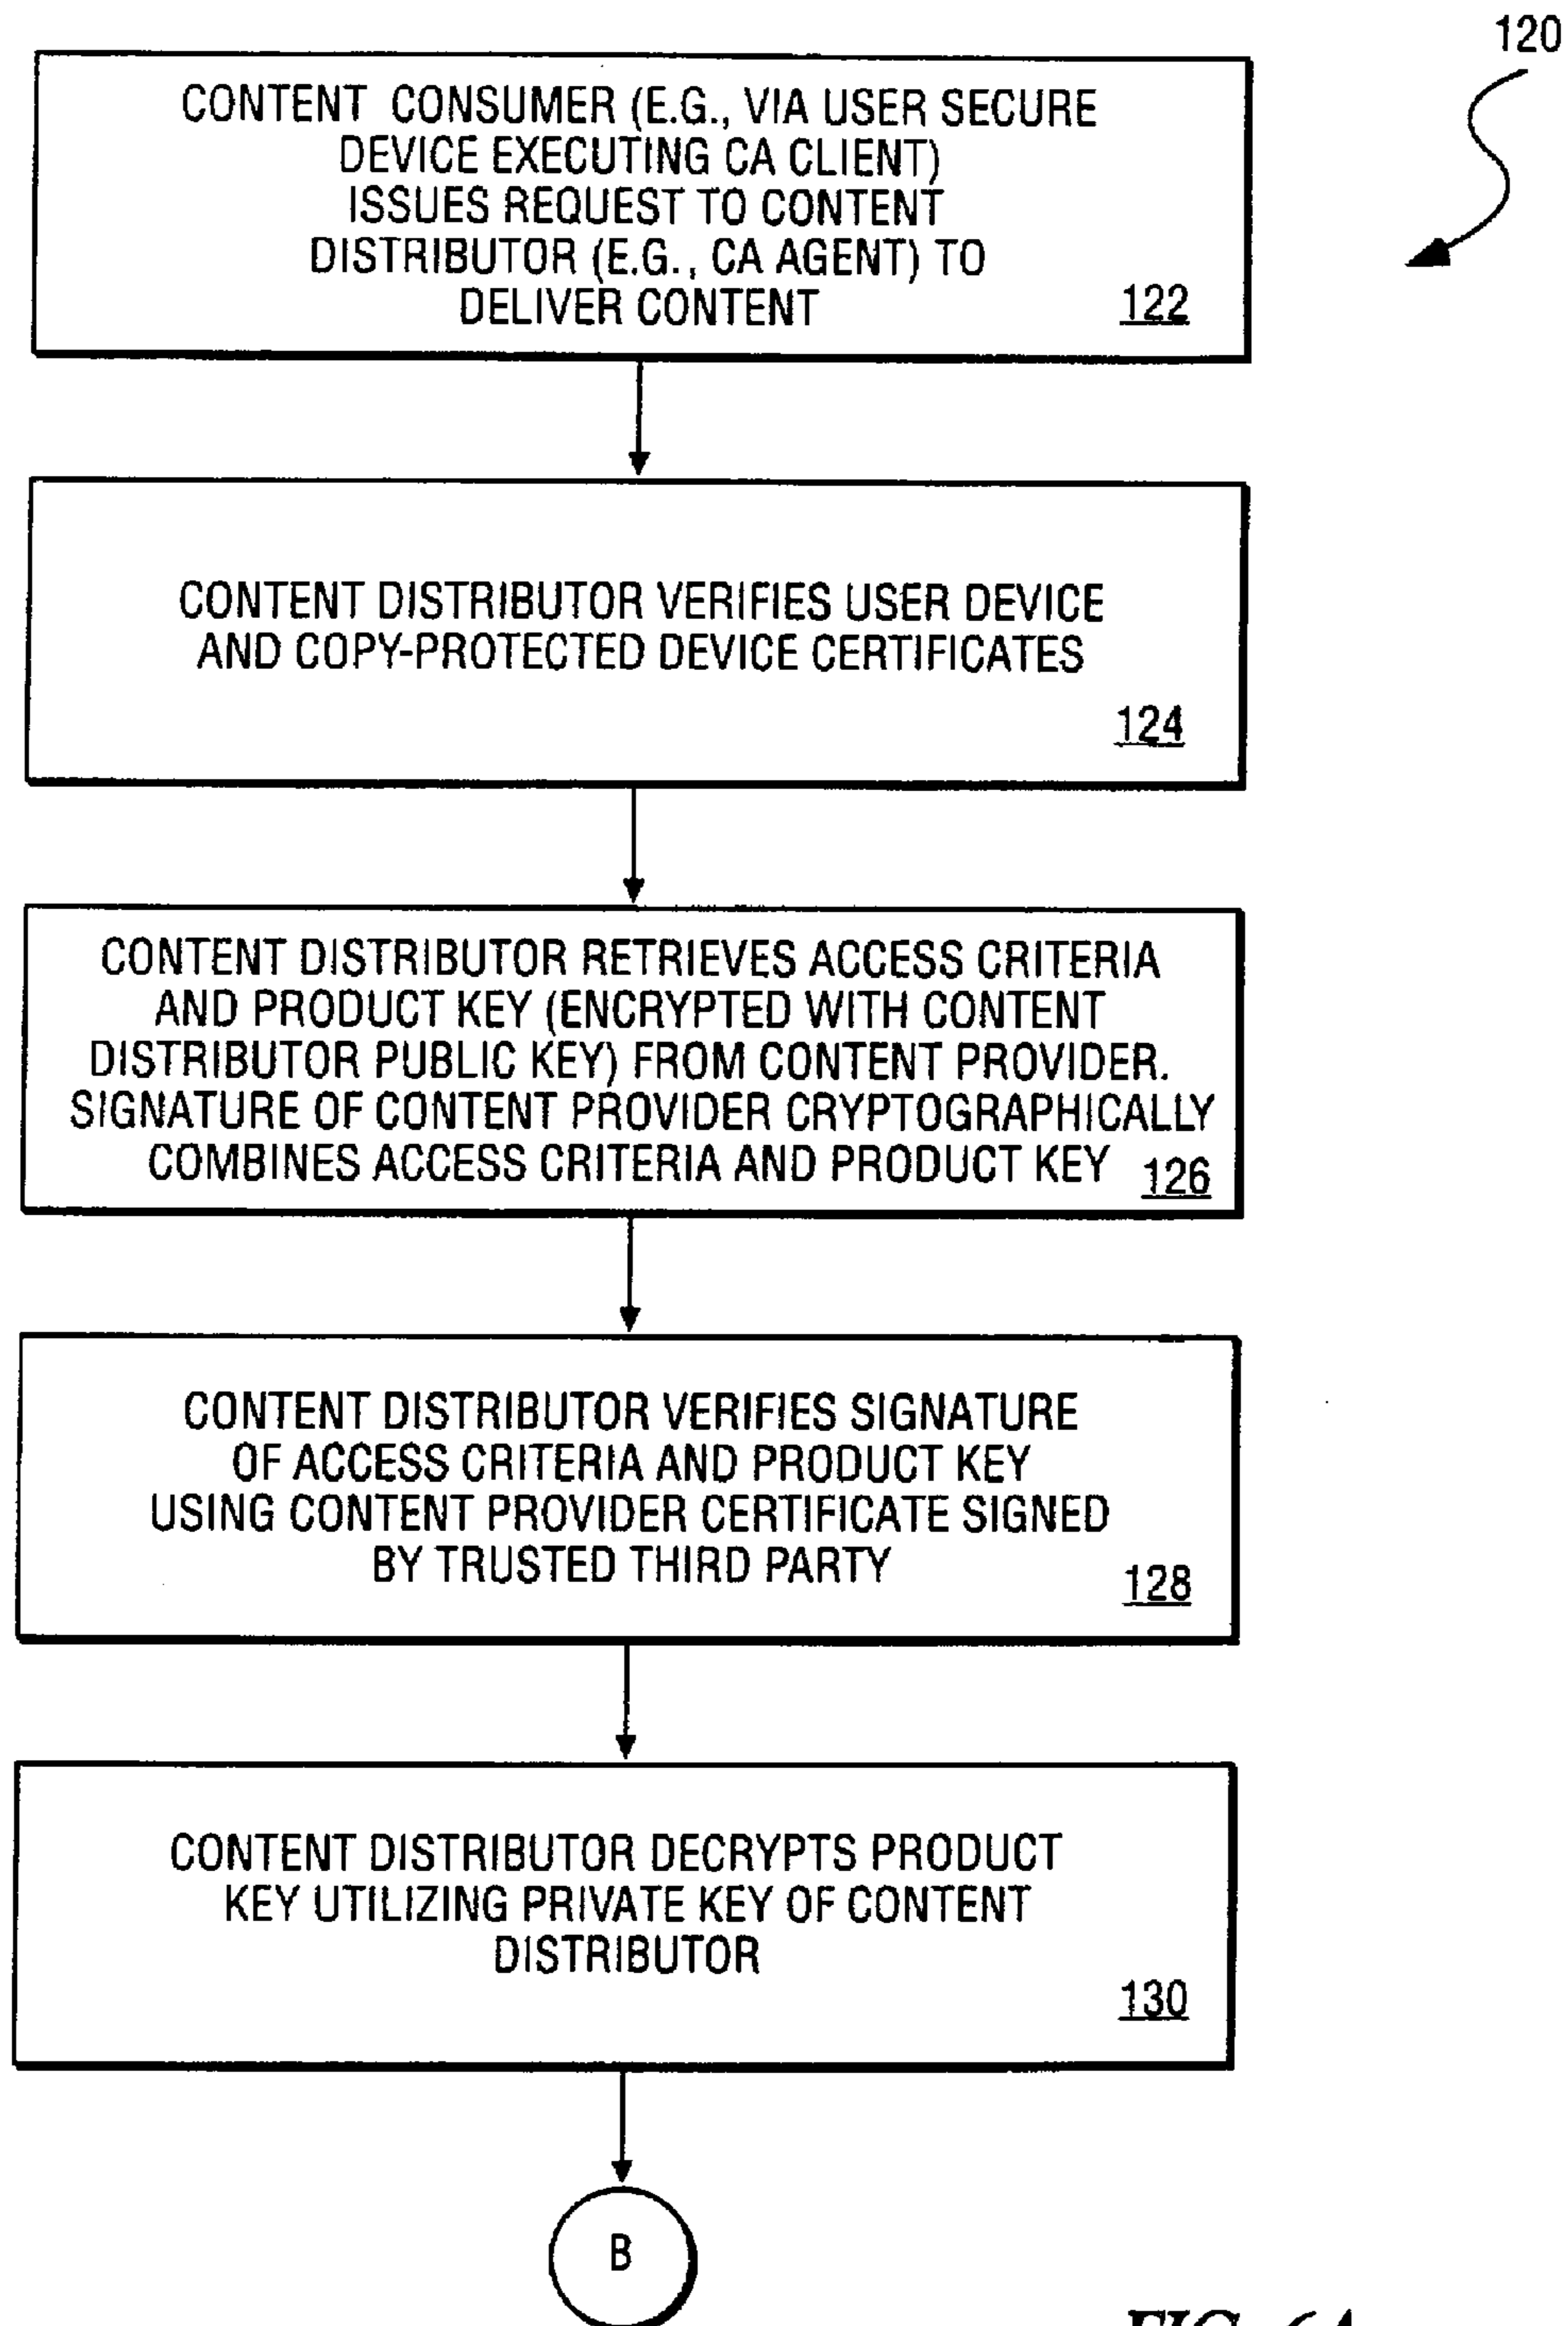 120
CONTENT CONSUMER (E.G., VIA USER SECURE
DEVICE EXECUTING CA CLIENT)
ISSUES REQUEST TO CONTENT
DISTRIBUTOR (E.G., CA AGENT) TO
DELIVER CONTENT
122
CONTENT DISTRIBUTOR VERIFIES USER DEVICE
AND COPY-PROTECTED DEVICE CERTIFICATES
124
CONTENT DISTRIBUTOR RETRIEVES ACCESS CRITERIA
AND PRODUCT KEY (ENCRYPTED WITH CONTENT
DISTRIBUTOR PUBLIC KEY) FROM CONTENT PROVIDER.
SIGNATURE OF CONTENT PROVIDER CRYPTOGRAPHICALLY
COMBINES ACCESS CRITERIA AND PRODUCT KEY
126
CONTENT DISTRIBUTOR VERIFIES SIGNATURE
OF ACCESS CRITERIA AND PRODUCT KEY
USING CONTENT PROVIDER CERTIFICATE SIGNED
BY TRUSTED THIRD PARTY
128
CONTENT DISTRIBUTOR DECRYPTS PRODUCT
KEY UTILIZING PRIVATE KEY OF CONTENT
DISTRIBUTOR
130
B